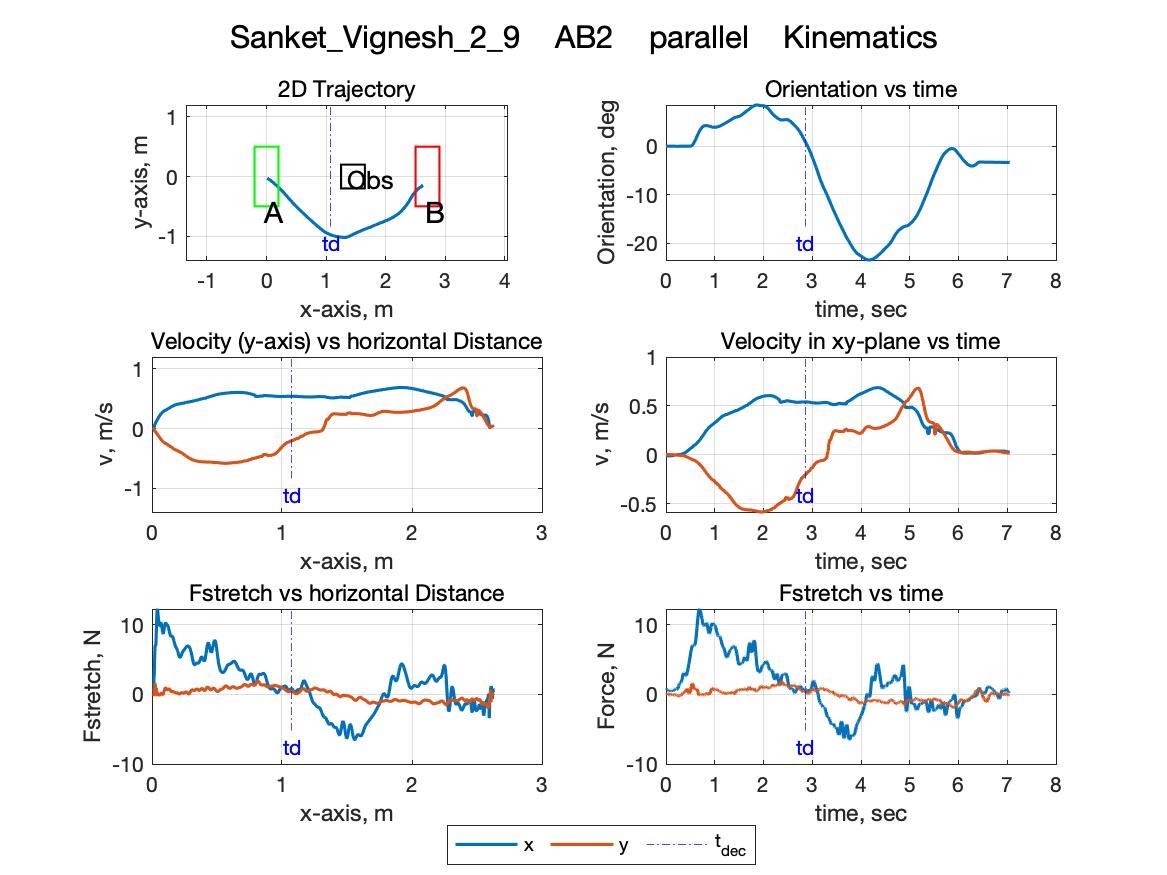 Sanket_Vignesh_2_9 AB2 parallel Kinematics
2D Trajectory
y-axis, m
1
0
-1
A
Obs
B
td
-1 0 1 2 3 4
x-axis, m
Orientation vs time
Orientation, deg
0
-10
-20
td
0 1 2 3 4 5 6 7 8
time, sec
Velocity (y-axis) vs horizontal Distance
v, m/s
1
0
-1
td
0 1 2 3
x-axis, m
Velocity in xy-plane vs time
v, m/s
1
0.5
0
-0.5
td
0 1 2 3 4 5 6 7 8
time, sec
Fstretch vs horizontal Distance
Fstretch, N
10
0
-10
td
0 1 2 3
x-axis, m
Fstretch vs time
Force, N
10
0
-10
td
0 1 2 3 4 5 6 7 8
time, sec
x y t_dec